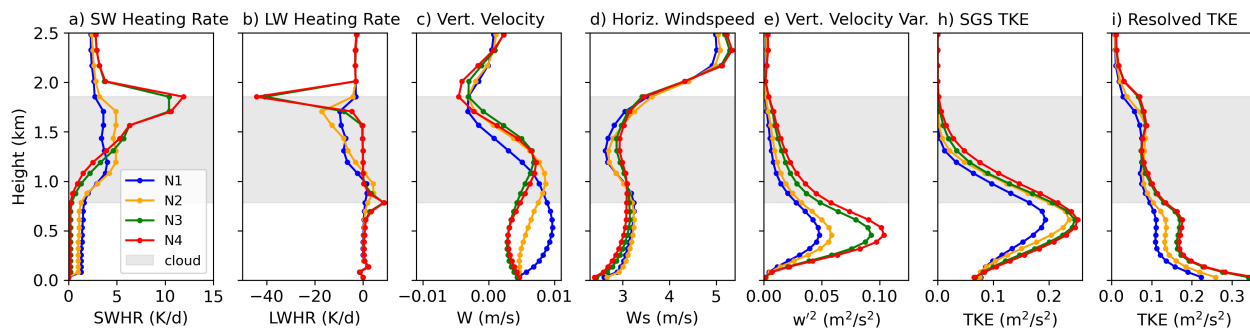 a) SW Heating Rate
b) LW Heating Rate
c) Vert. Velocity
d) Horiz. Windspeed
e) Vert. Velocity Var.
h) SGS TKE
i) Resolved TKE
Height (km)
2.5
2.0
1.5
1.0
0.5
0.0
N1
N2
N3
N4
cloud
0 5 10 15
−40 −20 0
−0.01 0.00 0.01
3 4 5
0.00 0.05 0.10
0.0 0.1 0.2
0.0 0.1 0.2 0.3
SWHR (K/d)
LWHR (K/d)
W (m/s)
Ws (m/s)
w′² (m²/s²)
TKE (m²/s²)
TKE (m²/s²)